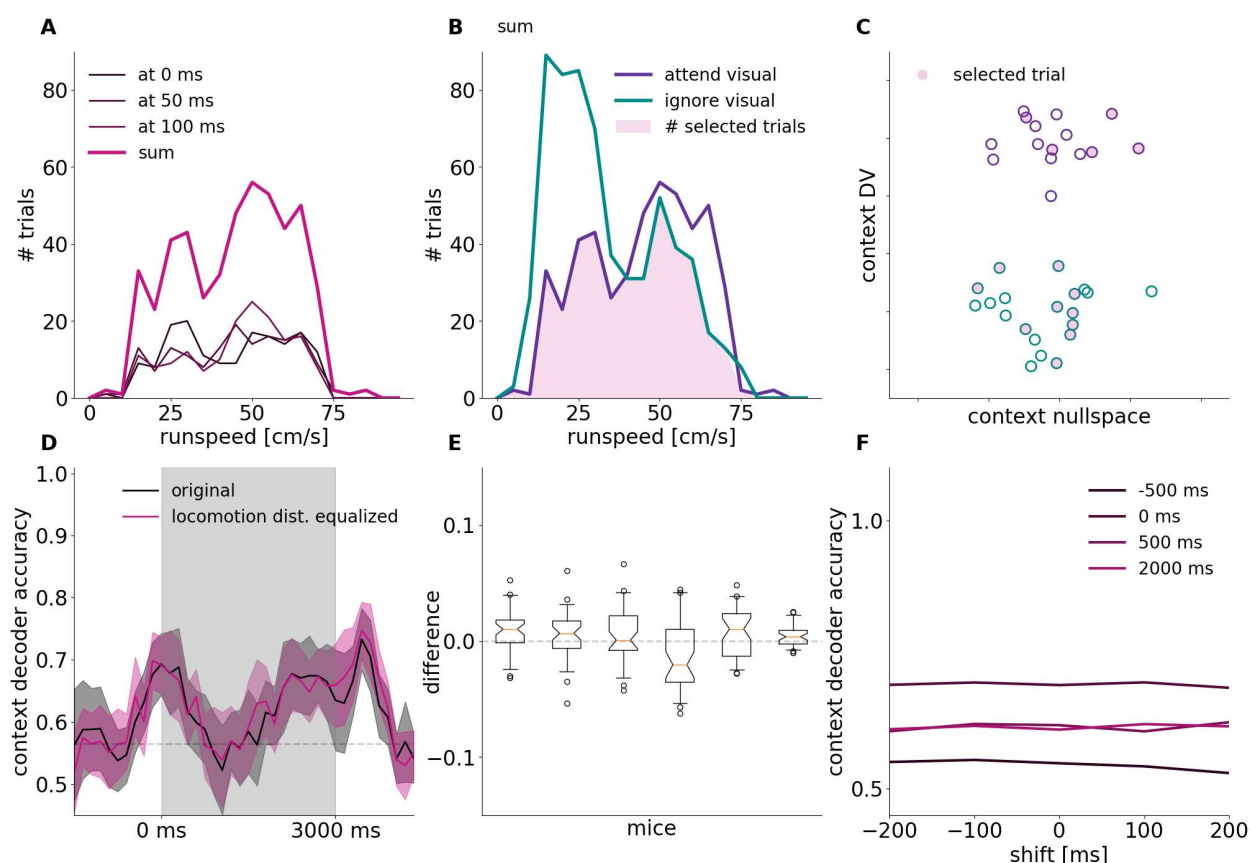 A
# trials
80
60
40
20
0
at 0 ms
at 50 ms
at 100 ms
sum
0
25
50
75
runspeed [cm/s]
B
sum
# trials
80
60
40
20
0
attend visual
ignore visual
# selected trials
0
25
50
75
runspeed [cm/s]
C
context DV
selected trial
context nullspace
D
context decoder accuracy
1.0
0.9
0.8
0.7
0.6
0.5
original
locomotion dist. equalized
0 ms
3000 ms
E
difference
0.1
0.0
−0.1
mice
F
context decoder accuracy
1.0
0.5
-500 ms
0 ms
500 ms
2000 ms
−200
−100
0
100
200
shift [ms]